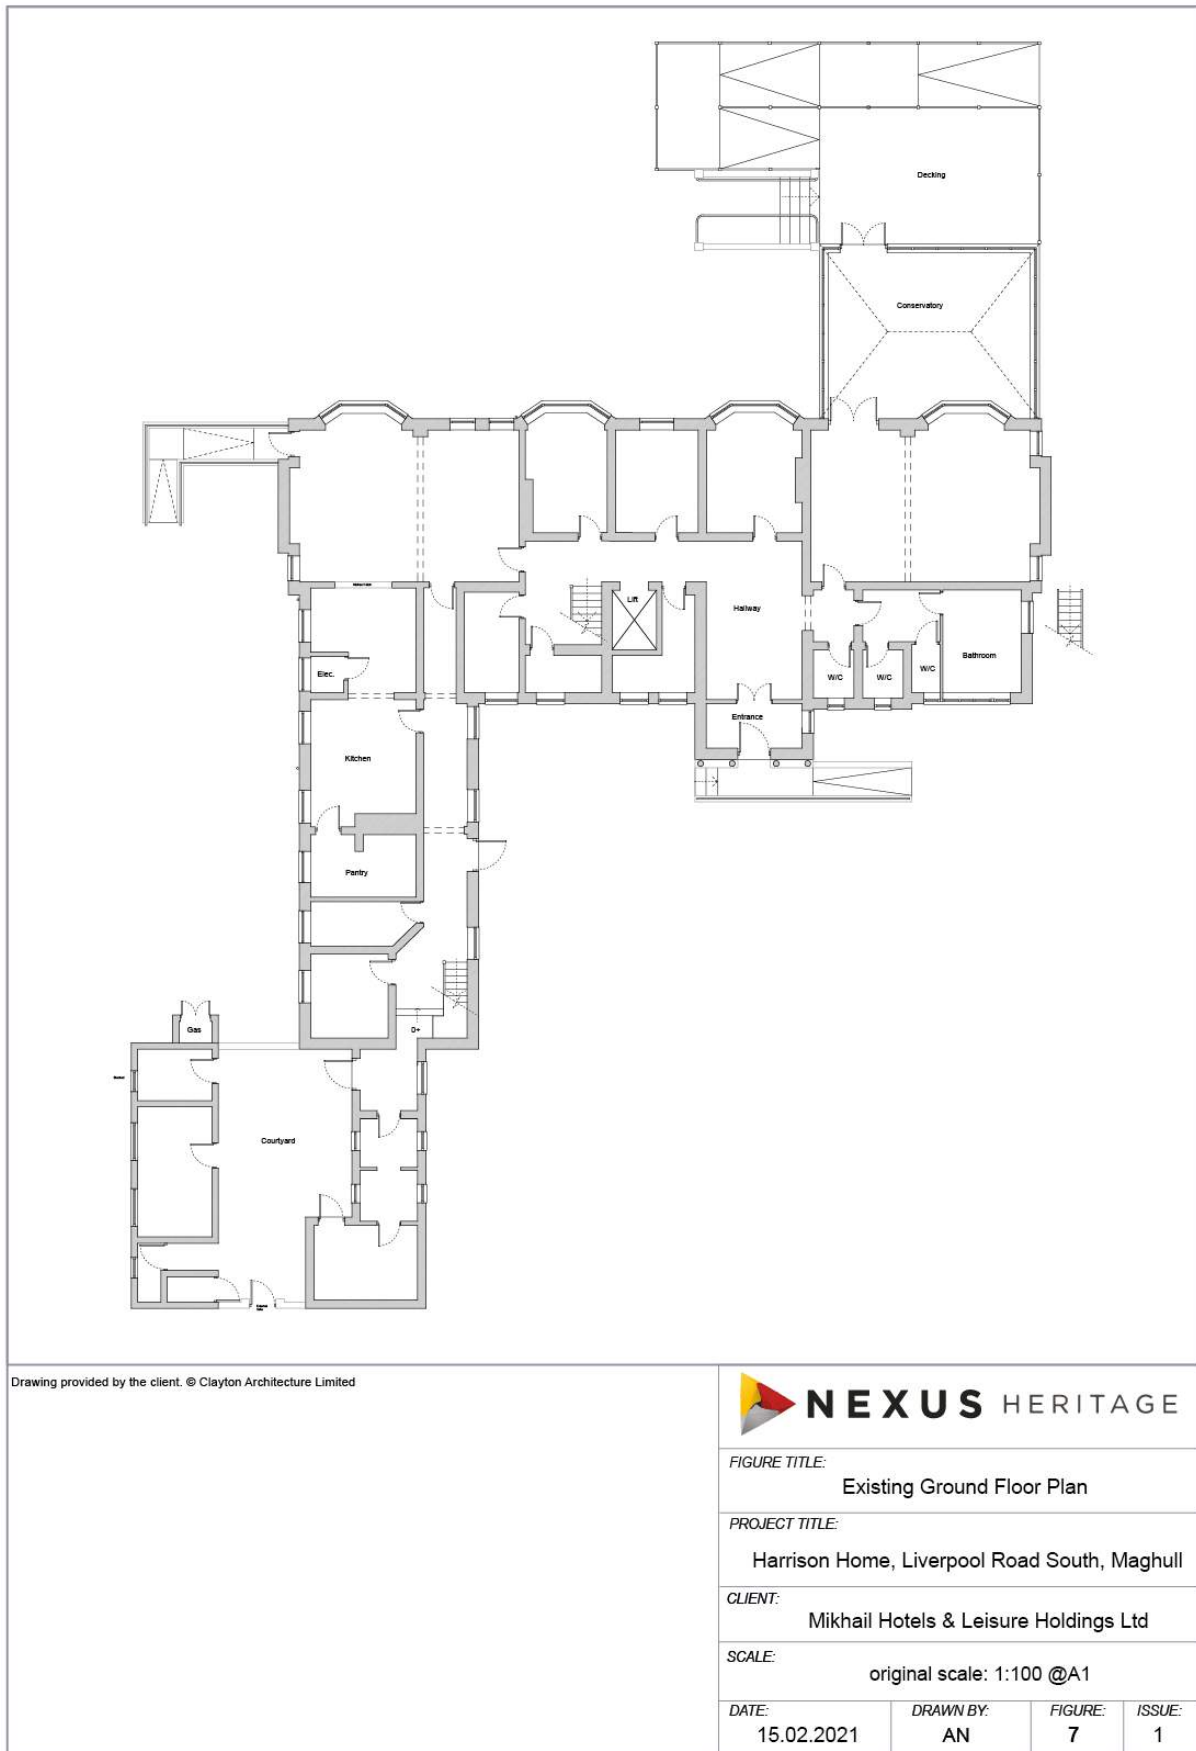 Decking
Conservatory
Lift
Hallway
Elec.
W/C
W/C
W/C
Bathroom
Entrance
Kitchen
Pantry
Gas
D+
Courtyard
Drawing provided by the client. © Clayton Architecture Limited
NEXUS HERITAGE
FIGURE TITLE:
Existing Ground Floor Plan
PROJECT TITLE:
Harrison Home, Liverpool Road South, Maghull
CLIENT:
Mikhail Hotels & Leisure Holdings Ltd
SCALE:
original scale: 1:100 @A1
DATE: DRAWN BY: FIGURE: ISSUE:
15.02.2021 AN 7 1